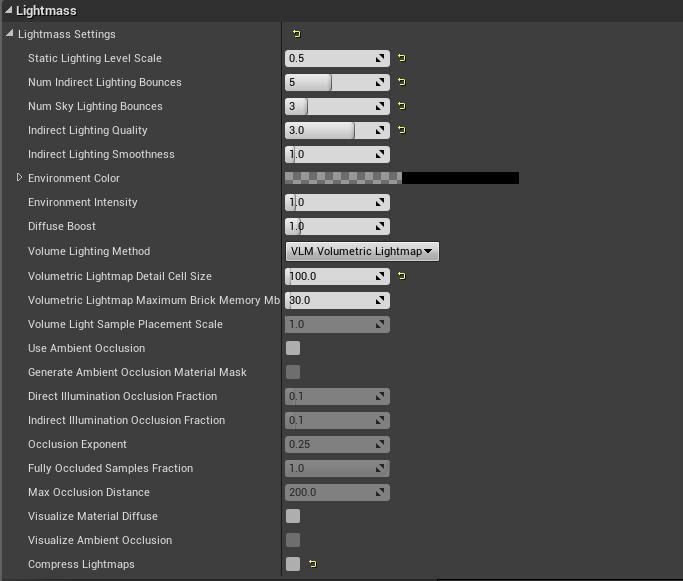 Lightmass
Lightmass Settings
Static Lighting Level Scale 0.5
Num Indirect Lighting Bounces 5
Num Sky Lighting Bounces 3
Indirect Lighting Quality 3.0
Indirect Lighting Smoothness 1.0
Environment Color
Environment Intensity 1.0
Diffuse Boost 1.0
Volume Lighting Method VLM Volumetric Lightmap
Volumetric Lightmap Detail Cell Size 100.0
Volumetric Lightmap Maximum Brick Memory Mb 30.0
Volume Light Sample Placement Scale 1.0
Use Ambient Occlusion
Generate Ambient Occlusion Material Mask
Direct Illumination Occlusion Fraction 0.1
Indirect Illumination Occlusion Fraction 0.1
Occlusion Exponent 0.25
Fully Occluded Samples Fraction 1.0
Max Occlusion Distance 200.0
Visualize Material Diffuse
Visualize Ambient Occlusion
Compress Lightmaps